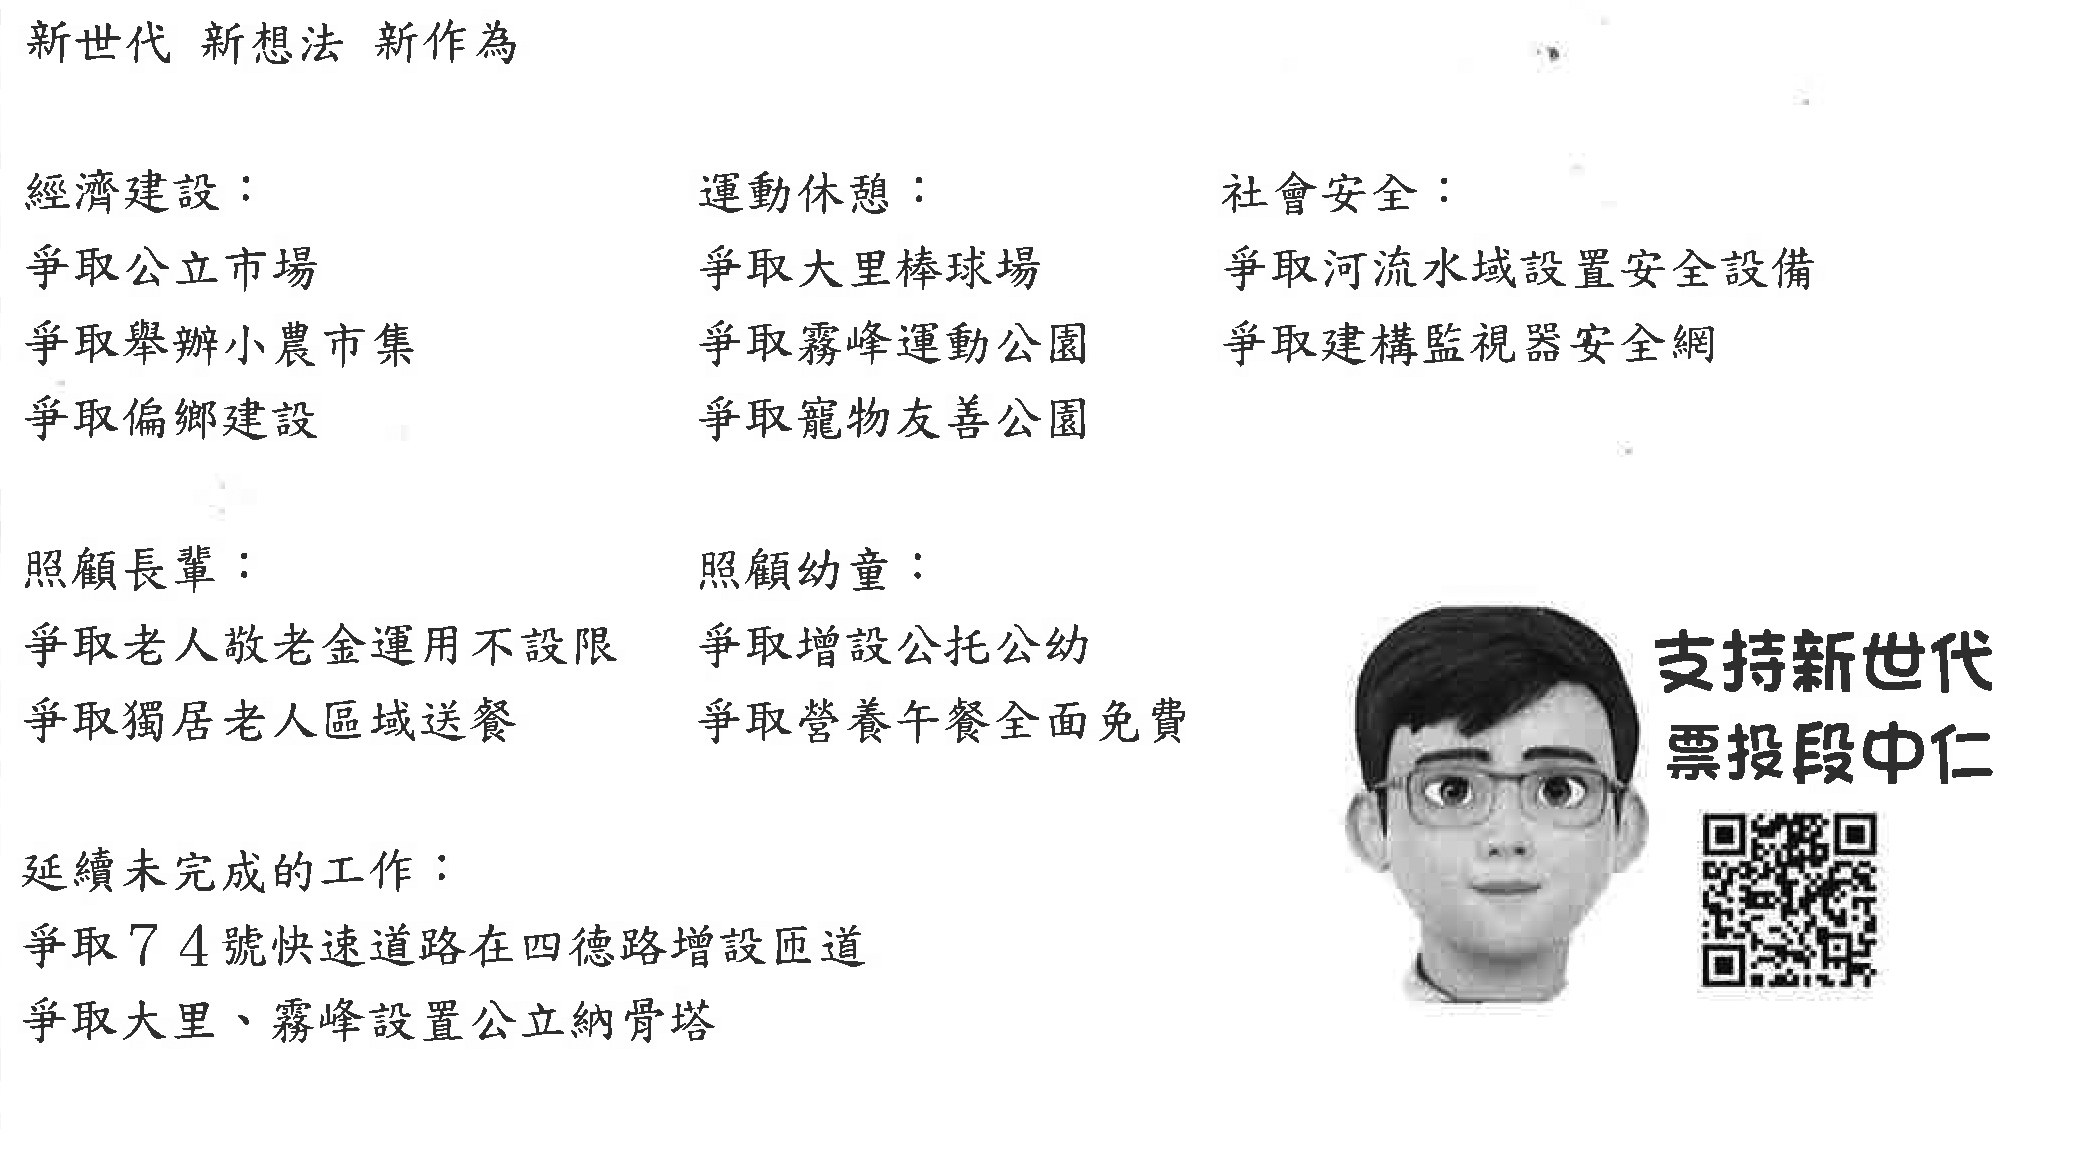 新世代 新想法 新作為
經濟建設：
爭取公立市場
爭取舉辦小農市集
爭取偏鄉建設
運動休憩：
爭取大里棒球場
爭取霧峰運動公園
爭取寵物友善公園
社會安全：
爭取河流水域設置安全設備
爭取建構監視器安全網
照顧長輩：
爭取老人敬老金運用不設限
爭取獨居老人區域送餐
照顧幼童：
爭取增設公托公幼
爭取營養午餐全面免費
延續未完成的工作：
爭取７４號快速道路在四德路增設匝道
爭取大里、霧峰設置公立納骨塔
支持新世代
票投段中仁